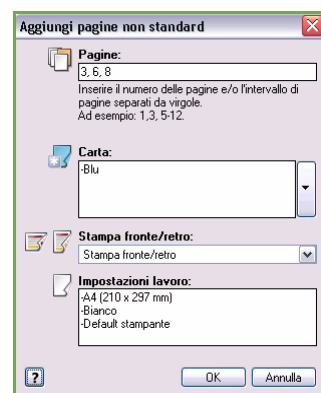 Aggiungi pagine non standard
Pagine:
3, 6, 8
Inserire il numero delle pagine e/o l'intervallo di
pagine separati da virgole.
Ad esempio: 1,3, 5-12.
Carta:
-Blu
Stampa fronte/retro:
Stampa fronte/retro
Impostazioni lavoro:
-A4 (210 x 297 mm)
-Bianco
-Default stampante
?
OK
Annulla